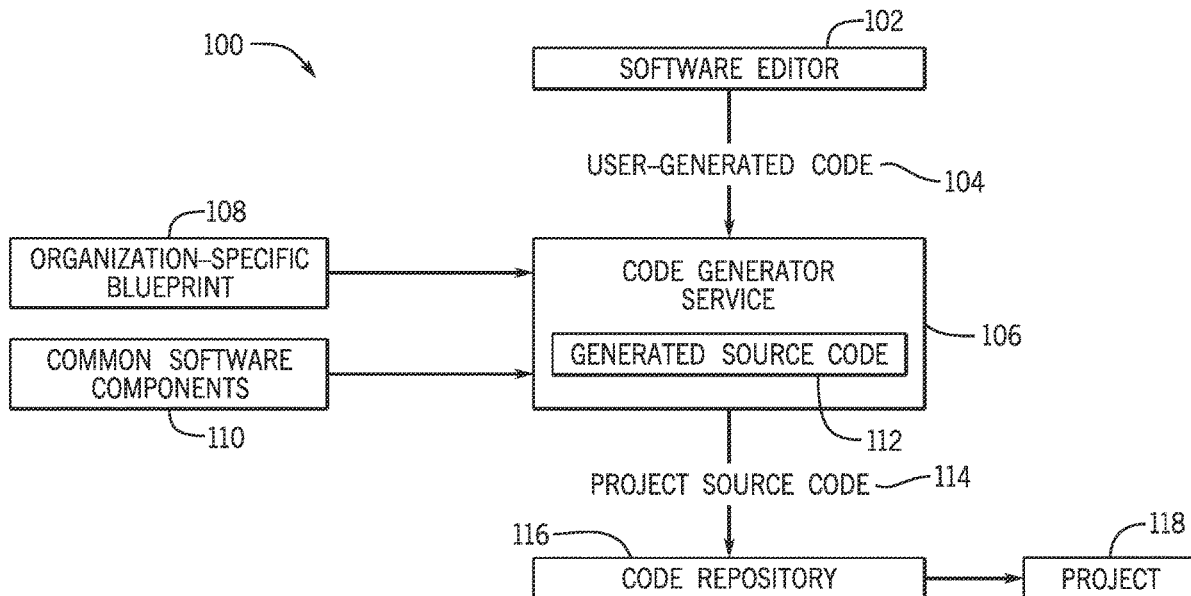 100
102
SOFTWARE EDITOR
USER-GENERATED CODE
104
108
ORGANIZATION-SPECIFIC
BLUEPRINT
CODE GENERATOR
SERVICE
106
GENERATED SOURCE CODE
COMMON SOFTWARE
COMPONENTS
110
112
PROJECT SOURCE CODE
114
116
118
CODE REPOSITORY
PROJECT